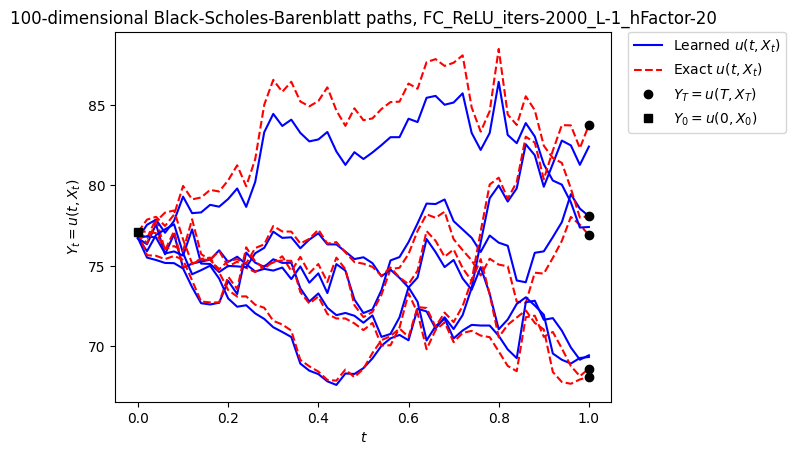 100-dimensional Black-Scholes-Barenblatt paths, FC_ReLU_iters-2000_L-1_hFactor-20
Learned u(t, X_t)
Exact u(t, X_t)
Y_T = u(T, X_T)
Y_0 = u(0, X_0)
Y_t = u(t, X_t)
85
80
75
70
0.0 0.2 0.4 0.6 0.8 1.0
t